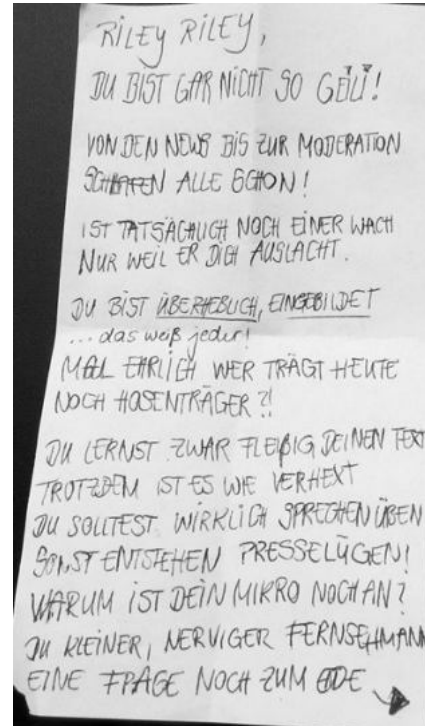 RILEY RILEY,
DU BIST GAR NICHT SO GEIL!
VON DEN NEWS BIS ZUR MODERATION
SCHLAFEN ALLE SCHON!
IST TATSÄCHLICH NOCH EINER WACH
NUR WEIL ER DICH AUSLACHT.
DU BIST ÜBERHEBLICH, EINGEBILDET
... das weiß jeder!
MAL EHRLICH WER TRÄGT HEUTE
NOCH HOSENTRÄGER?!
DU LERNST ZWAR FLEIßIG DEINEN TEXT
TROTZDEM IST ES WIE VERHEXT
DU SOLLTEST WIRKLICH SPRECHEN ÜBEN
SONST ENTSTEHEN PRESSELÜGEN!
WARUM IST DEIN MIKRO NOCH AN?
DU KLEINER, NERVIGER FERNSEHMANN
EINE FRAGE NOCH ZUM ENDE